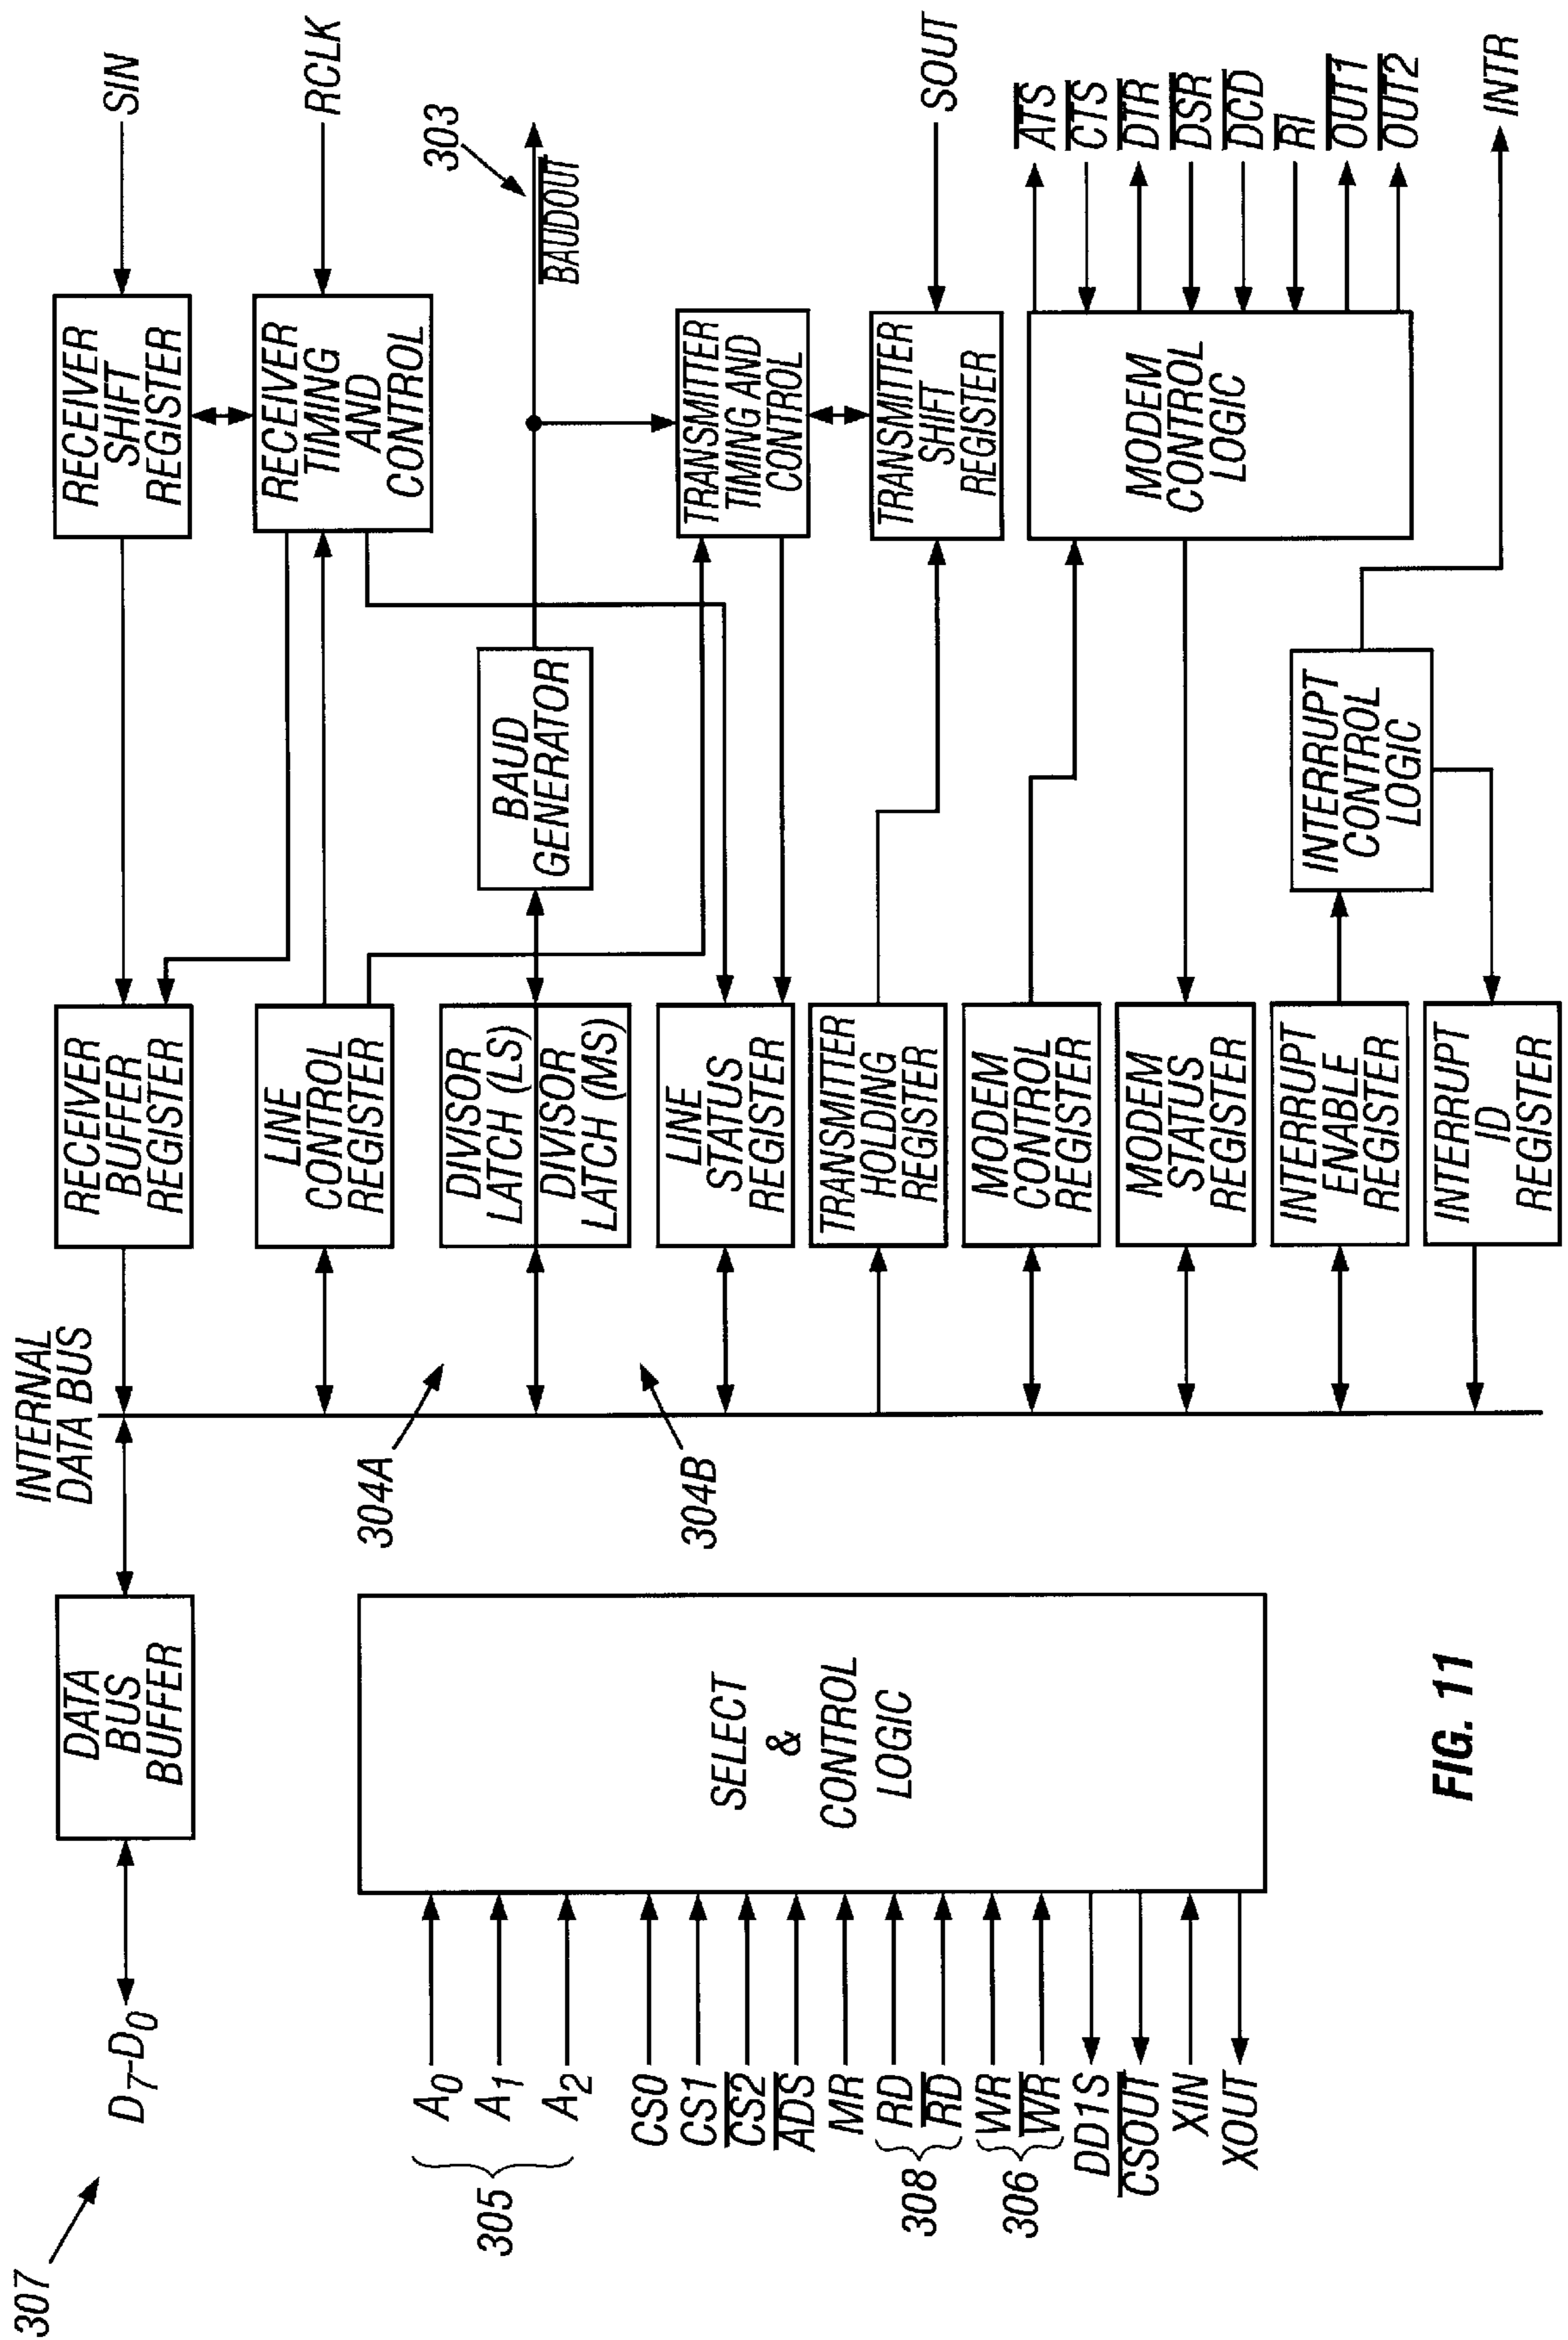 307
D7-D0
DATA
BUS
BUFFER
INTERNAL
DATA BUS
RECEIVER
BUFFER
REGISTER
RECEIVER
SHIFT
REGISTER
SIN
LINE
CONTROL
REGISTER
RECEIVER
TIMING
AND
CONTROL
RCLK
304A
DIVISOR
LATCH (LS)
DIVISOR
LATCH (MS)
304B
BAUD
GENERATOR
303
BAUDOUT
LINE
STATUS
REGISTER
TRANSMITTER
TIMING AND
CONTROL
TRANSMITTER
HOLDING
REGISTER
TRANSMITTER
SHIFT
REGISTER
SOUT
MODEM
CONTROL
REGISTER
MODEM
STATUS
REGISTER
MODEM
CONTROL
LOGIC
ATS
CTS
DTR
DSR
DCD
RI
OUT1
OUT2
INTERRUPT
ENABLE
REGISTER
INTERRUPT
CONTROL
LOGIC
INTR
INTERRUPT
ID
REGISTER
SELECT
&
CONTROL
LOGIC
305
A0
A1
A2
CS0
CS1
CS2
ADS
MR
308
RD
RD
306
WR
WR
DD1S
CSOUT
XIN
XOUT
FIG. 11